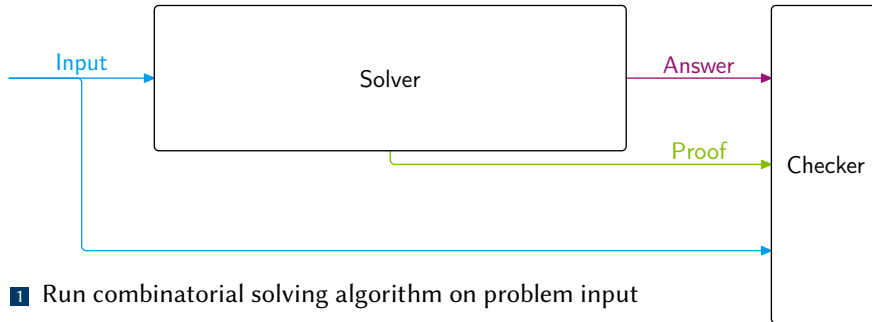 Input
Solver
Answer
Proof
Checker
1 Run combinatorial solving algorithm on problem input